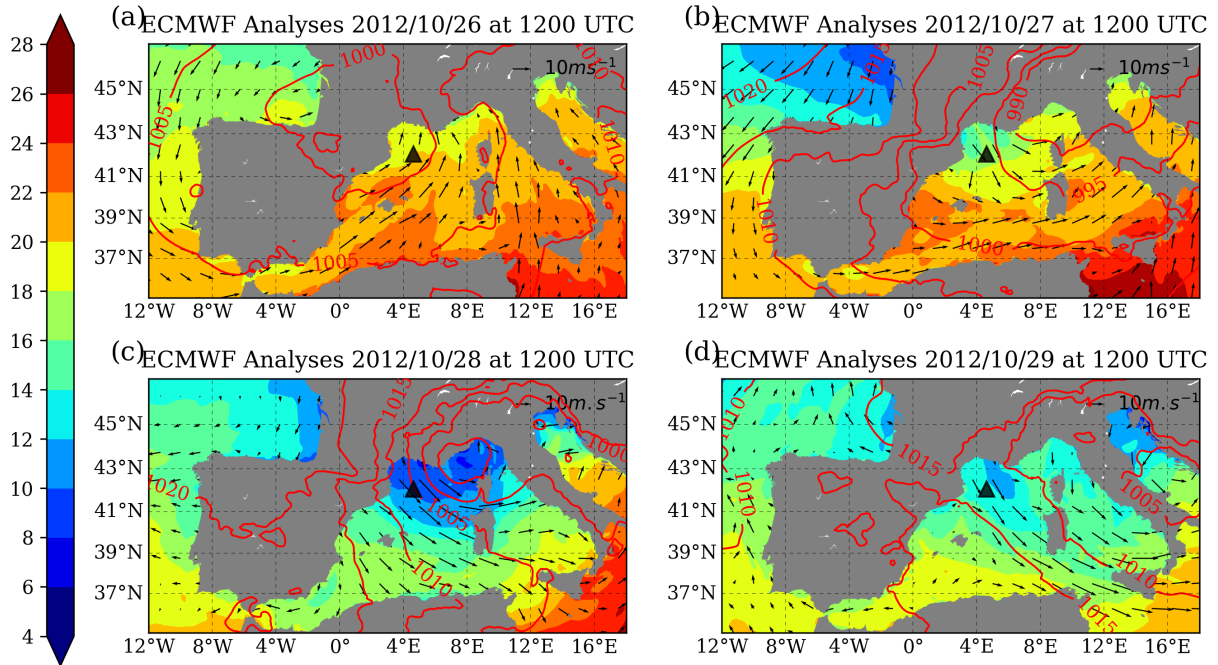 (a) ECMWF Analyses 2012/10/26 at 1200 UTC
(b) ECMWF Analyses 2012/10/27 at 1200 UTC
28
26
24
22
20
18
16
14
12
10
8
6
4
45°N
43°N
41°N
39°N
37°N
12°W 8°W 4°W 0° 4°E 8°E 12°E 16°E
1005
1000
1010
1005
10ms⁻¹
45°N
43°N
41°N
39°N
37°N
12°W 8°W 4°W 0° 4°E 8°E 12°E 16°E
1020
1015
1005
990
995
1010
1000
10ms⁻¹
(c) ECMWF Analyses 2012/10/28 at 1200 UTC
(d) ECMWF Analyses 2012/10/29 at 1200 UTC
45°N
43°N
41°N
39°N
37°N
12°W 8°W 4°W 0° 4°E 8°E 12°E 16°E
1015
1000
1020
1005
1010
10m.s⁻¹
45°N
43°N
41°N
39°N
37°N
12°W 8°W 4°W 0° 4°E 8°E 12°E 16°E
1010
1015
1010
1005
1010
1015
10m.s⁻¹